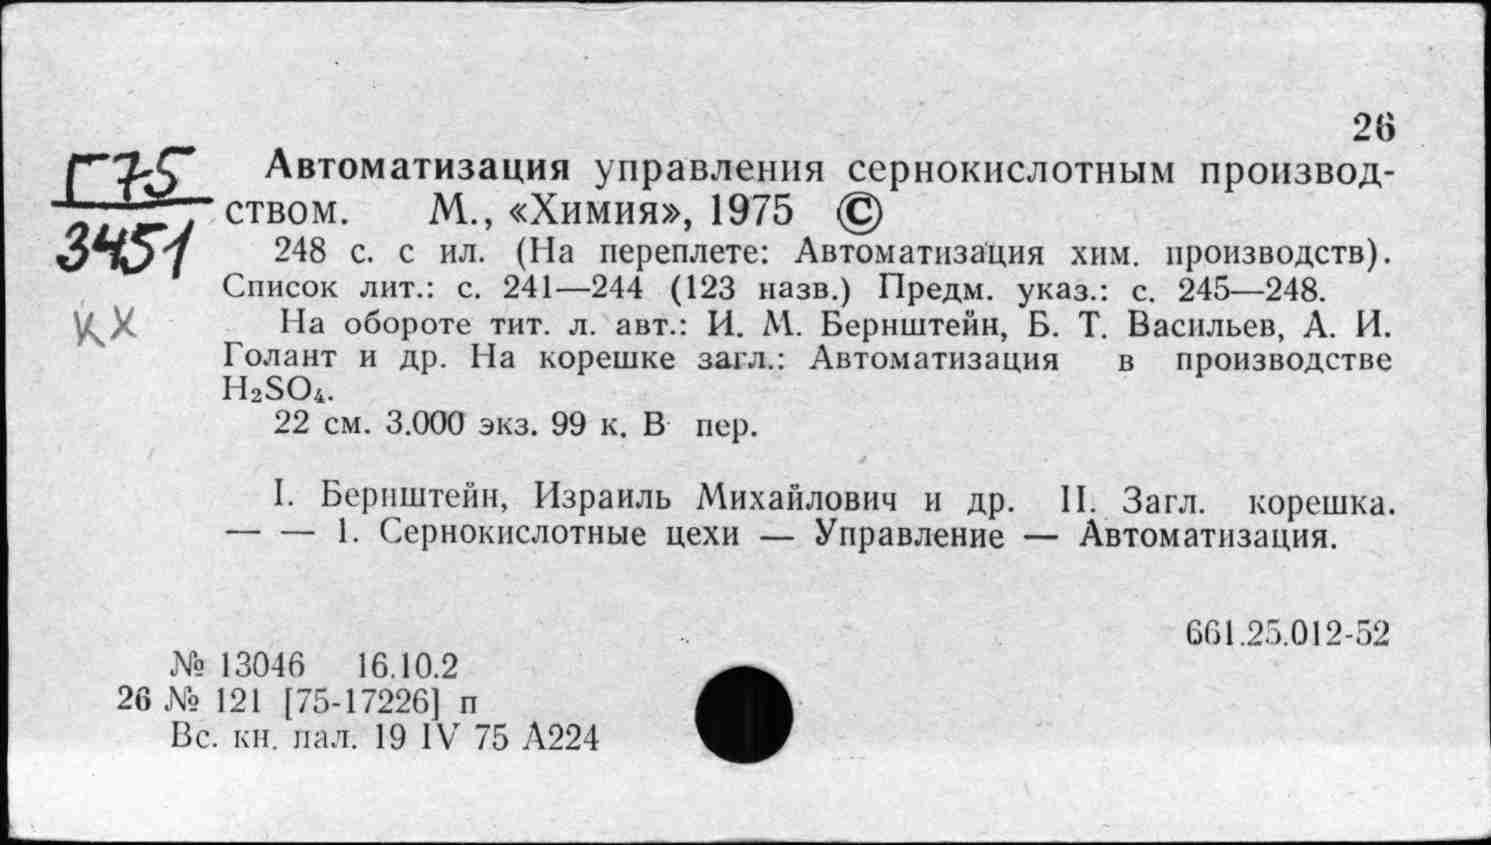 26
Г75
3451
КХ
Автоматизация управления сернокислотным производ-
ством. М., «Химия», 1975 ©
248 с. с ил. (На переплете: Автоматизация хим. производств).
Список лит.: с. 241—244 (123 назв.) Предм. указ.: с. 245—248.
На обороте тит. л. авт.: И. М. Бернштейн, Б. Т. Васильев, А. И.
Голант и др. На корешке загл.: Автоматизация в производстве
H₂SO₄.
22 см. 3.000 экз. 99 к. В пер.
I. Бернштейн, Израиль Михайлович и др. II. Загл. корешка.
— — 1. Сернокислотные цехи — Управление — Автоматизация.
661.25.012-52
№ 13046 16.10.2
26 № 121 [75-17226] п
Вс. кн. пал. 19 IV 75 А224